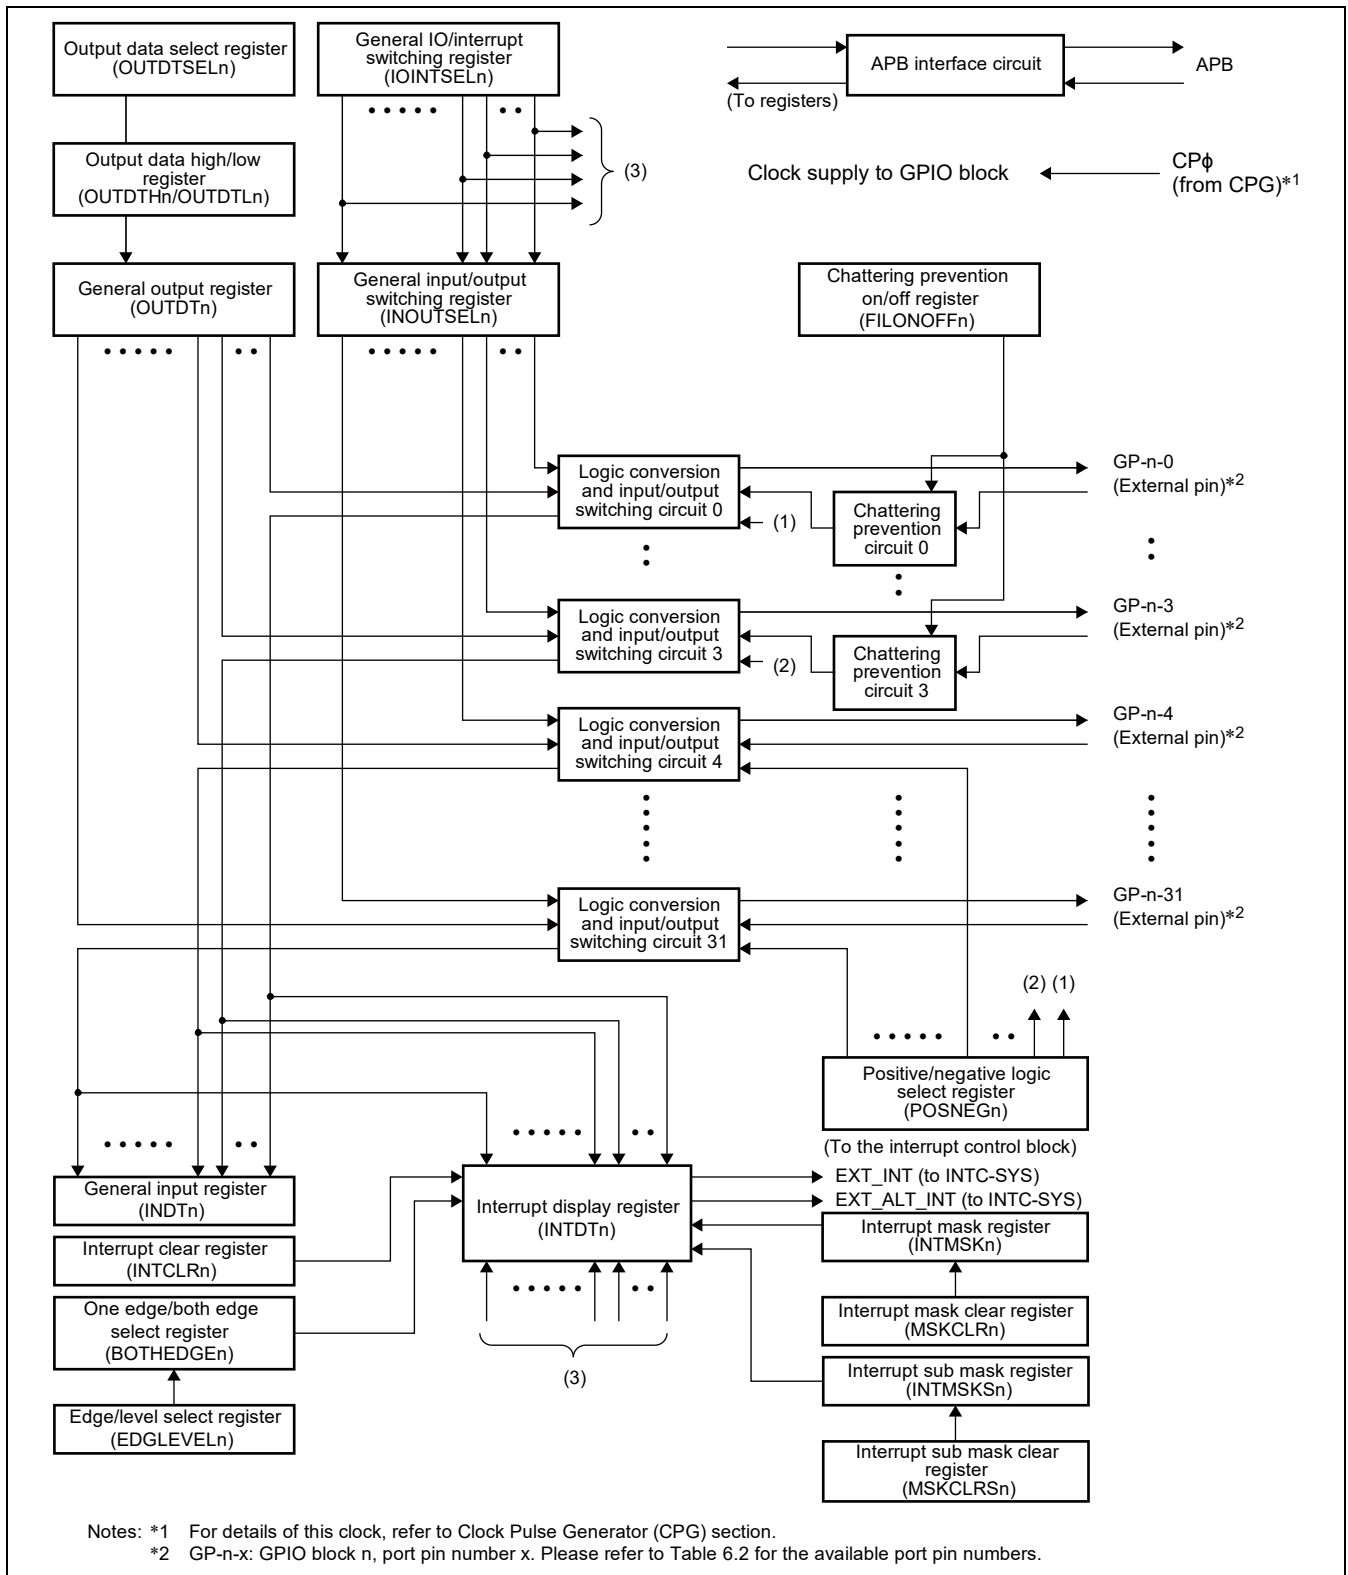 Output data select register
(OUTDTSELn)
General IO/interrupt
switching register
(IOINTSELn)
APB interface circuit
APB
(To registers)
Output data high/low
register
(OUTDTHn/OUTDTLn)
(3)
Clock supply to GPIO block
CPϕ
(from CPG)*1
General output register
(OUTDTn)
General input/output
switching register
(INOUTSELn)
Chattering prevention
on/off register
(FILONOFFn)
Logic conversion
and input/output
switching circuit 0
(1)
Chattering
prevention
circuit 0
GP-n-0
(External pin)*2
Logic conversion
and input/output
switching circuit 3
(2)
Chattering
prevention
circuit 3
GP-n-3
(External pin)*2
Logic conversion
and input/output
switching circuit 4
GP-n-4
(External pin)*2
Logic conversion
and input/output
switching circuit 31
GP-n-31
(External pin)*2
(2) (1)
Positive/negative logic
select register
(POSNEGn)
(To the interrupt control block)
General input register
(INDTn)
Interrupt display register
(INTDTn)
EXT_INT (to INTC-SYS)
EXT_ALT_INT (to INTC-SYS)
Interrupt clear register
(INTCLRn)
Interrupt mask register
(INTMSKn)
One edge/both edge
select register
(BOTHEDGEn)
Interrupt mask clear register
(MSKCLRn)
(3)
Interrupt sub mask register
(INTMSKSn)
Edge/level select register
(EDGLEVELn)
Interrupt sub mask clear
register
(MSKCLRSn)
Notes: *1 For details of this clock, refer to Clock Pulse Generator (CPG) section.
*2 GP-n-x: GPIO block n, port pin number x. Please refer to Table 6.2 for the available port pin numbers.